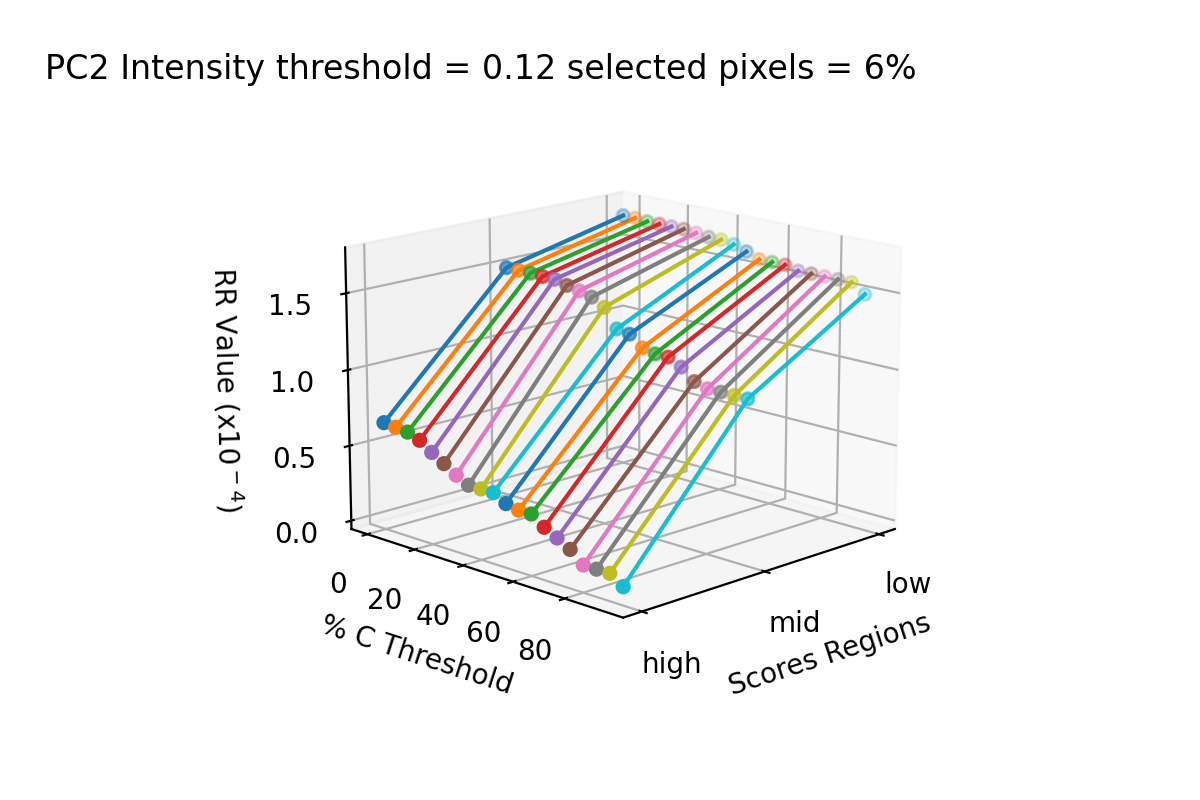 PC2 Intensity threshold = 0.12 selected pixels = 6%
RR Value (x10⁻⁴)
1.5
1.0
0.5
0.0
0
20
40
60
80
% C Threshold
high
mid
low
Scores Regions